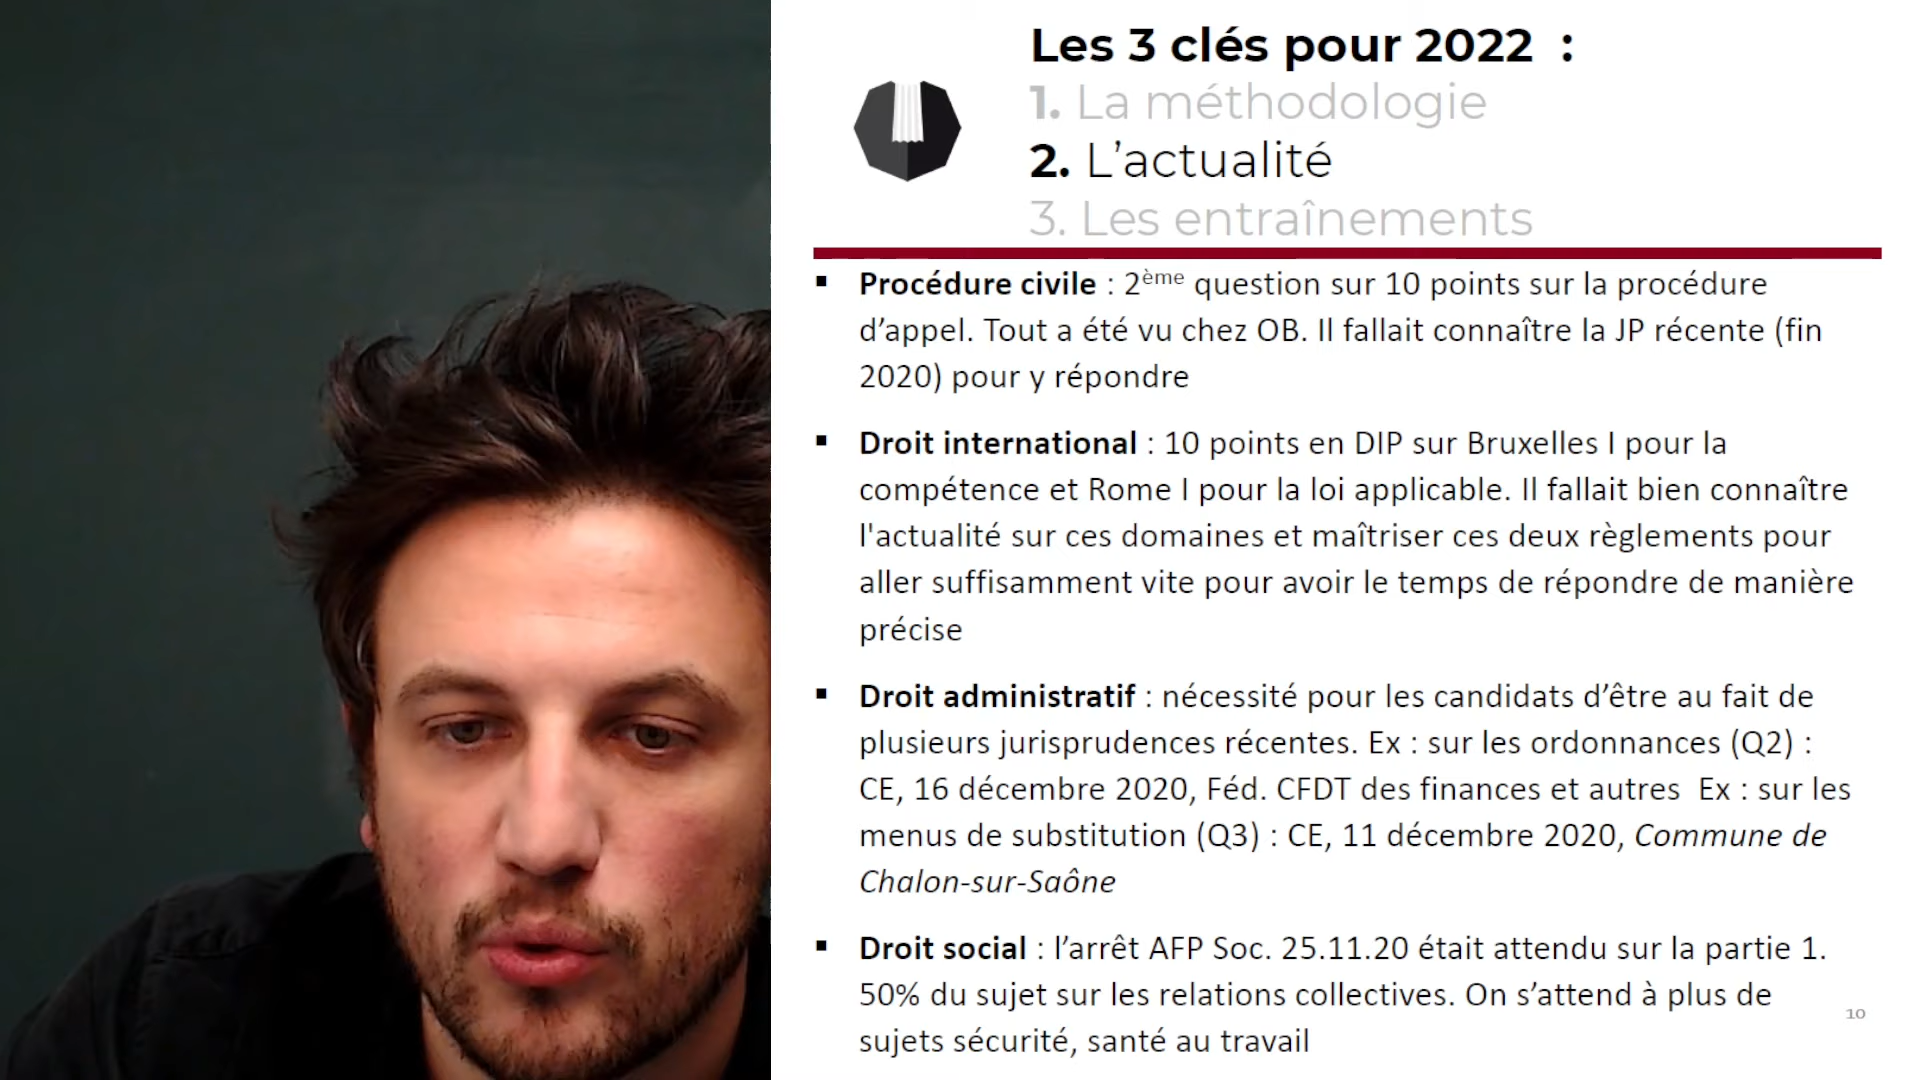 Les 3 clés pour 2022 :
1. La méthodologie
2. L’actualité
3. Les entraînements
▪ Procédure civile : 2ème question sur 10 points sur la procédure
d’appel. Tout a été vu chez OB. Il fallait connaître la JP récente (fin
2020) pour y répondre
▪ Droit international : 10 points en DIP sur Bruxelles I pour la
compétence et Rome I pour la loi applicable. Il fallait bien connaître
l'actualité sur ces domaines et maîtriser ces deux règlements pour
aller suffisamment vite pour avoir le temps de répondre de manière
précise
▪ Droit administratif : nécessité pour les candidats d’être au fait de
plusieurs jurisprudences récentes. Ex : sur les ordonnances (Q2) :
CE, 16 décembre 2020, Féd. CFDT des finances et autres Ex : sur les
menus de substitution (Q3) : CE, 11 décembre 2020, Commune de
Chalon-sur-Saône
▪ Droit social : l’arrêt AFP Soc. 25.11.20 était attendu sur la partie 1.
50% du sujet sur les relations collectives. On s’attend à plus de
sujets sécurité, santé au travail
10